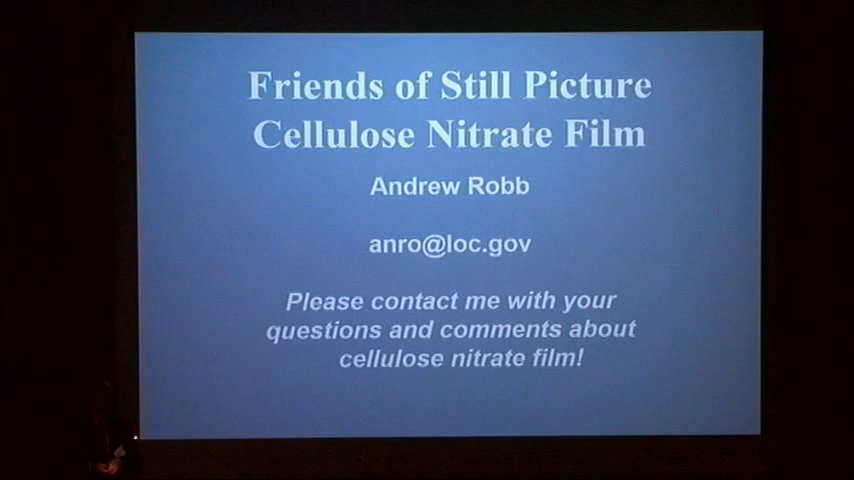 Friends of Still Picture
Cellulose Nitrate Film
Andrew Robb
anro@loc.gov
Please contact me with your
questions and comments about
cellulose nitrate film!